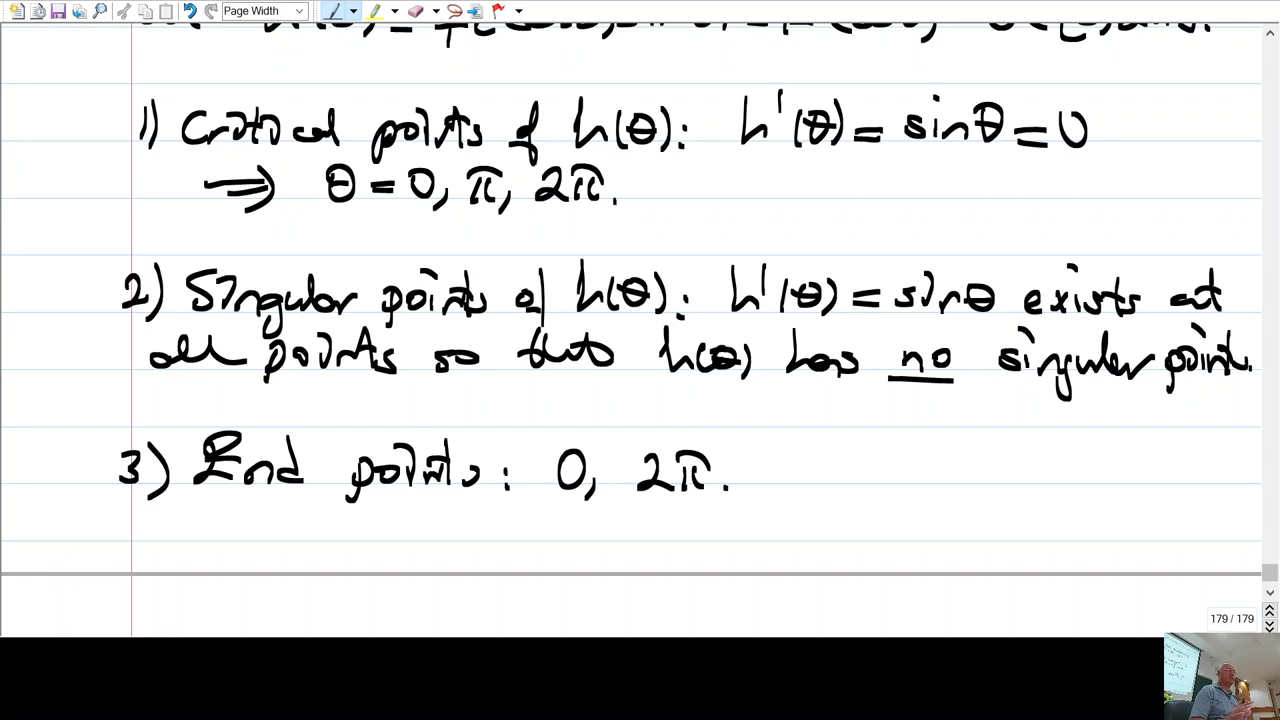 Page Width
1) Critical points of h(θ): h'(θ) = sinθ = 0
⟹ θ = 0, π, 2π.
2) Singular points of h(θ): h'(θ) = sinθ exists at
all points so that h(θ) has no singular point.
3) End points: 0, 2π.
179 / 179